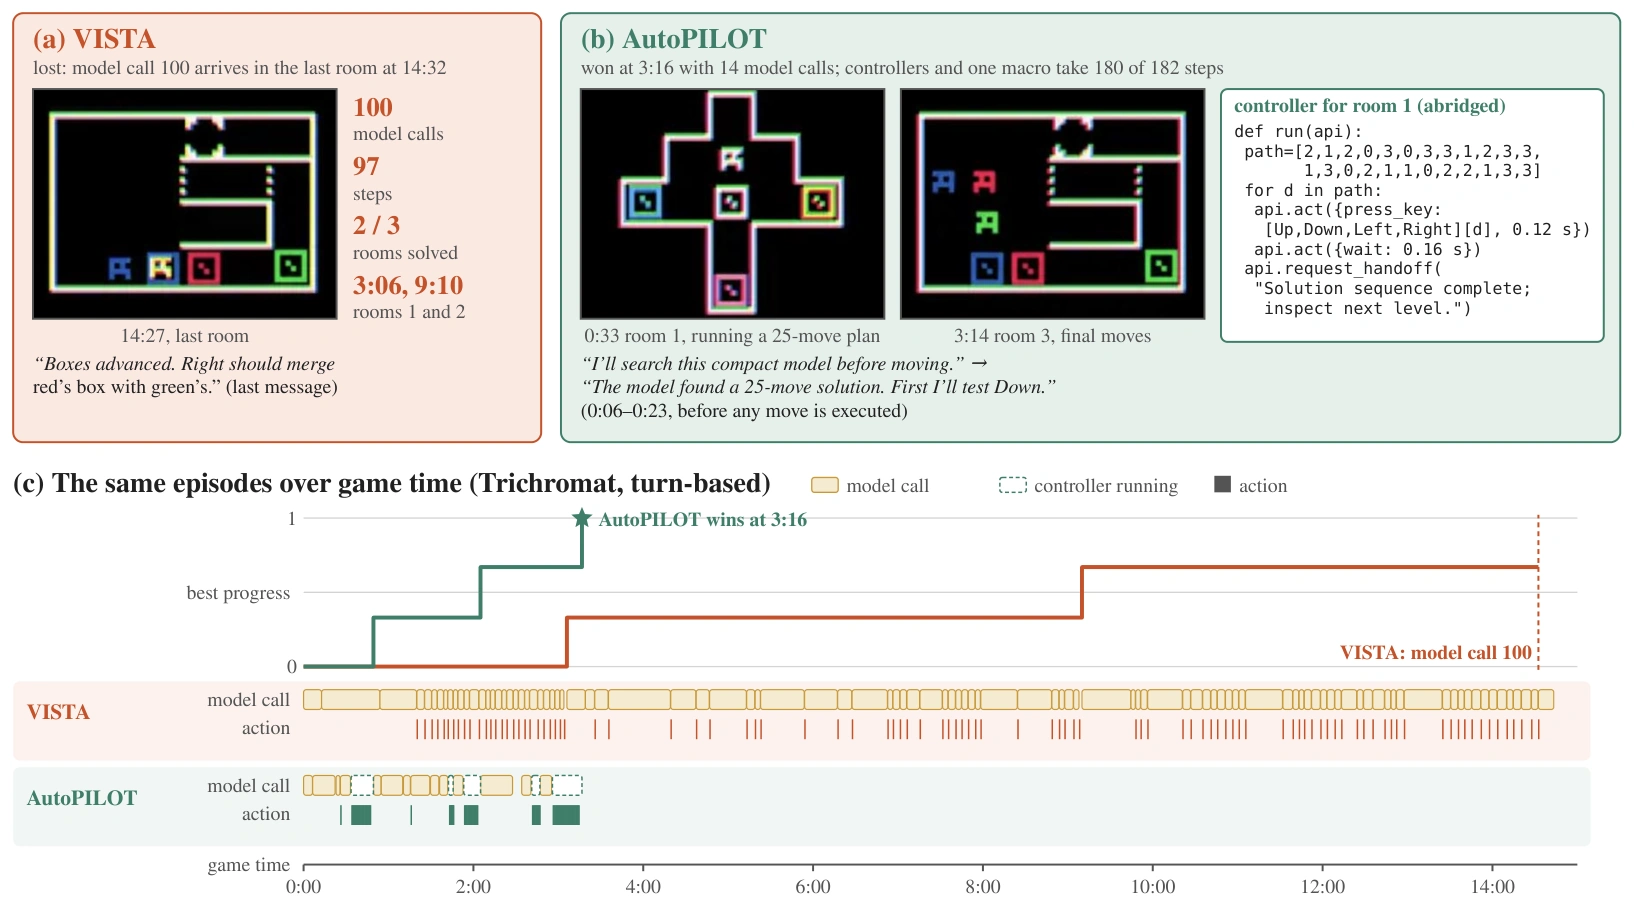 (a) VISTA
lost: model call 100 arrives in the last room at 14:32
100
model calls
97
steps
2 / 3
rooms solved
3:06, 9:10
rooms 1 and 2
14:27, last room
“Boxes advanced. Right should merge
red’s box with green’s.” (last message)
(b) AutoPILOT
won at 3:16 with 14 model calls; controllers and one macro take 180 of 182 steps
0:33 room 1, running a 25-move plan
3:14 room 3, final moves
“I’ll search this compact model before moving.” →
“The model found a 25-move solution. First I’ll test Down.”
(0:06–0:23, before any move is executed)
controller for room 1 (abridged)
def run(api):
path=[2,1,2,0,3,0,3,3,1,2,3,3,
1,3,0,2,1,1,0,2,2,1,3,3]
for d in path:
api.act({press_key:
[Up,Down,Left,Right][d], 0.12 s})
api.act({wait: 0.16 s})
api.request_handoff(
"Solution sequence complete;
inspect next level.")
(c) The same episodes over game time (Trichromat, turn-based)
model call
controller running
action
1
AutoPILOT wins at 3:16
best progress
VISTA: model call 100
0
VISTA
model call
action
AutoPILOT
model call
action
game time
0:00 2:00 4:00 6:00 8:00 10:00 12:00 14:00